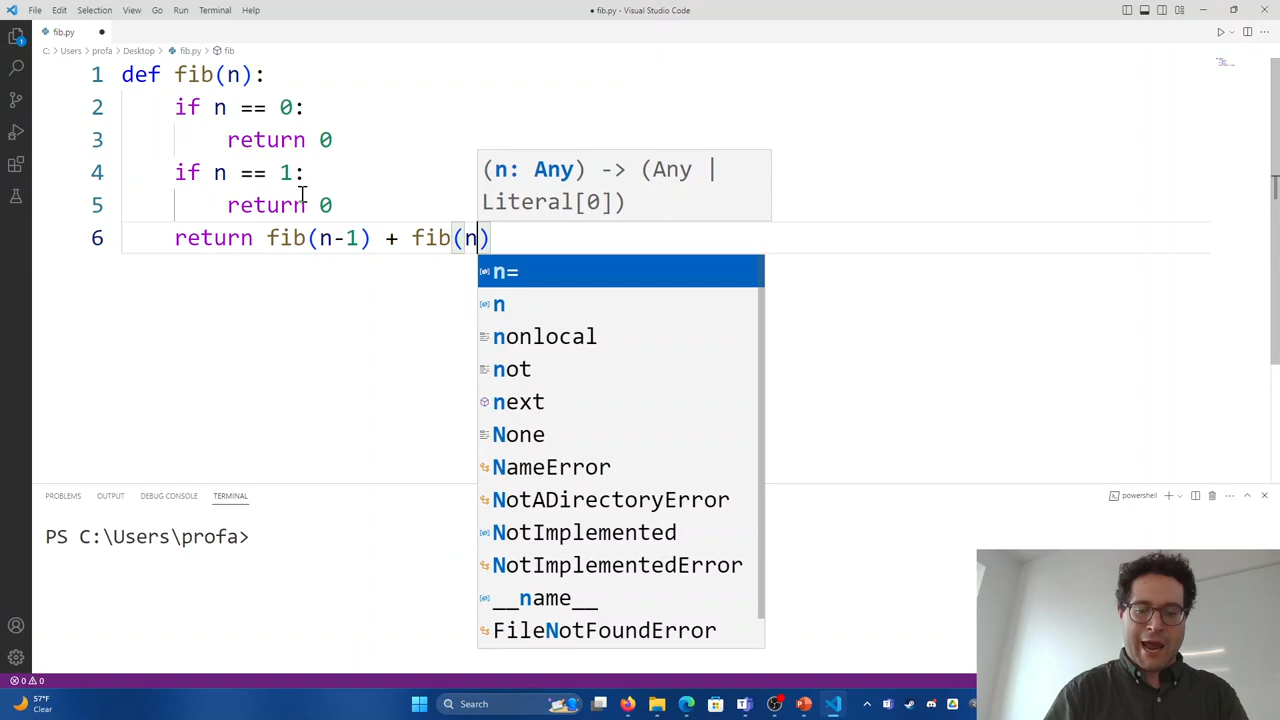 File Edit Selection View Go Run Terminal Help
● fib.py - Visual Studio Code
fib.py ●
C: > Users > profa > Desktop > fib.py > fib
1 def fib(n):
2 if n == 0:
3 return 0
4 if n == 1:
5 return 0
6 return fib(n-1) + fib(n)
(n: Any) -> (Any |
Literal[0])
n=
n
nonlocal
not
next
None
NameError
NotADirectoryError
NotImplemented
NotImplementedError
__name__
FileNotFoundError
PROBLEMS OUTPUT DEBUG CONSOLE TERMINAL
powershell
PS C:\Users\profa>
0 0
57°F
Clear
Search